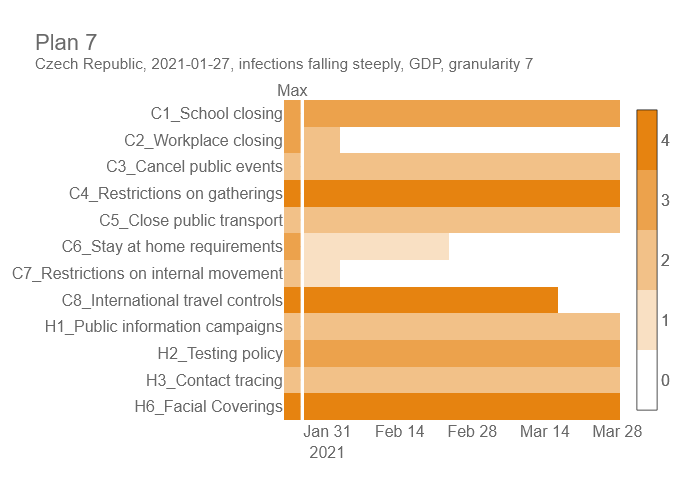 Plan 7
Czech Republic, 2021-01-27, infections falling steeply, GDP, granularity 7
Max
C1_School closing
C2_Workplace closing
C3_Cancel public events
C4_Restrictions on gatherings
C5_Close public transport
C6_Stay at home requirements
C7_Restrictions on internal movement
C8_International travel controls
H1_Public information campaigns
H2_Testing policy
H3_Contact tracing
H6_Facial Coverings
4
3
2
1
0
Jan 31 Feb 14 Feb 28 Mar 14 Mar 28
2021